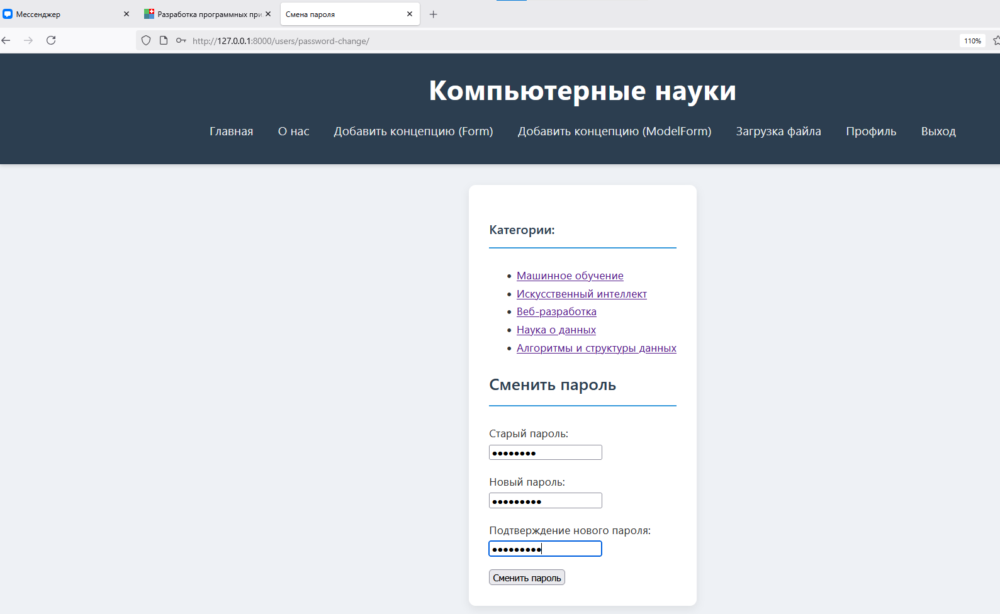 Мессенджер
Разработка программных при
Смена пароля
http://127.0.0.1:8000/users/password-change/
110%
Компьютерные науки
Главная О нас Добавить концепцию (Form) Добавить концепцию (ModelForm) Загрузка файла Профиль Выход
Категории:
Машинное обучение
Искусственный интеллект
Веб-разработка
Наука о данных
Алгоритмы и структуры данных
Сменить пароль
Старый пароль:
Новый пароль:
Подтверждение нового пароля:
Сменить пароль